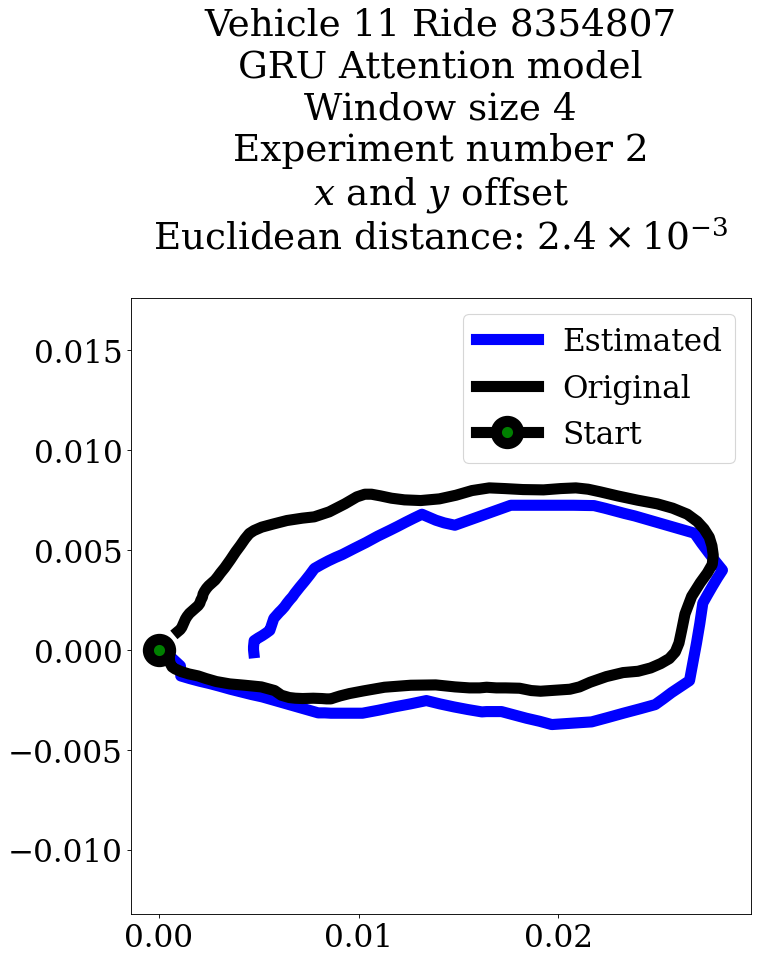 Vehicle 11 Ride 8354807
GRU Attention model
Window size 4
Experiment number 2
x and y offset
Euclidean distance: 2.4 × 10⁻³
Estimated
Original
Start
0.015
0.010
0.005
0.000
−0.005
−0.010
0.00 0.01 0.02